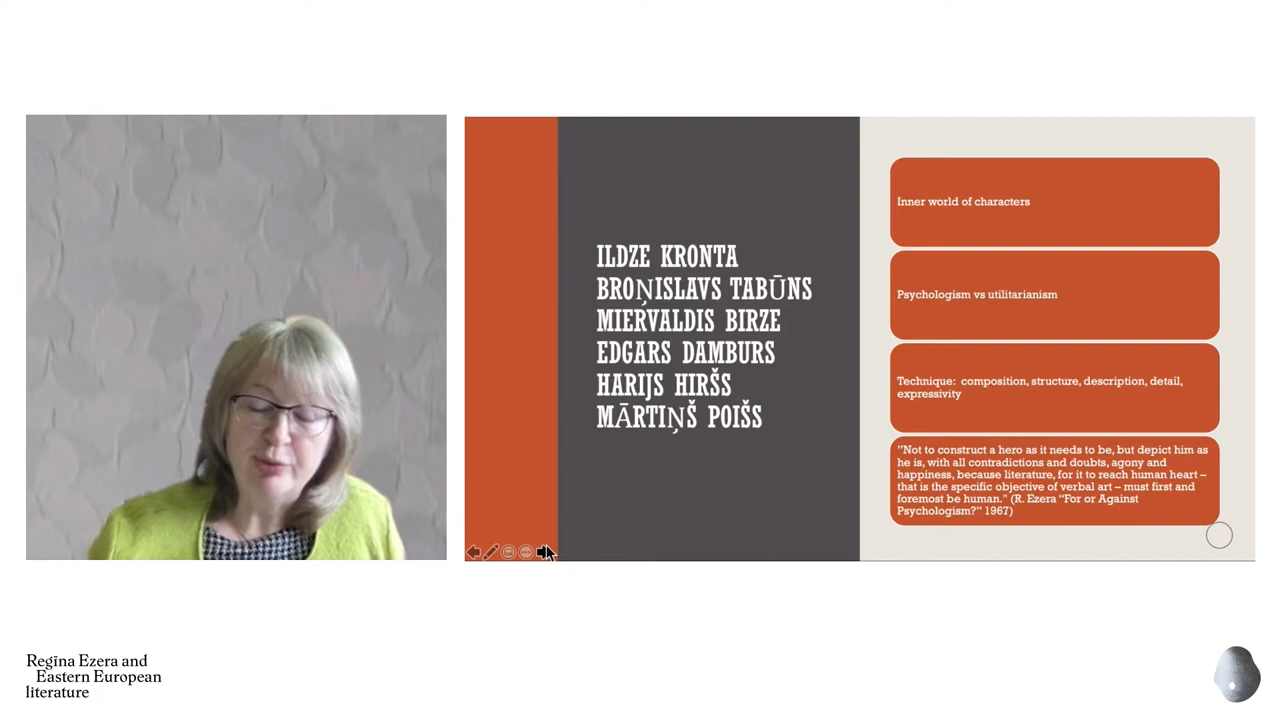 ILDZE KRONTA
BROŅISLAVS TABŪNS
MIERVALDIS BIRZE
EDGARS DAMBURS
HARIJS HIRŠS
MĀRTIŅŠ POIŠS
Inner world of characters
Psychologism vs utilitarianism
Technique: composition, structure, description, detail,
expressivity
"Not to construct a hero as it needs to be, but depict him as
he is, with all contradictions and doubts, agony and
happiness, because literature, for it to reach human heart –
that is the specific objective of verbal art – must first and
foremost be human." (R. Ezera "For or Against
Psychologism?" 1967)
Regīna Ezera and
Eastern European
literature